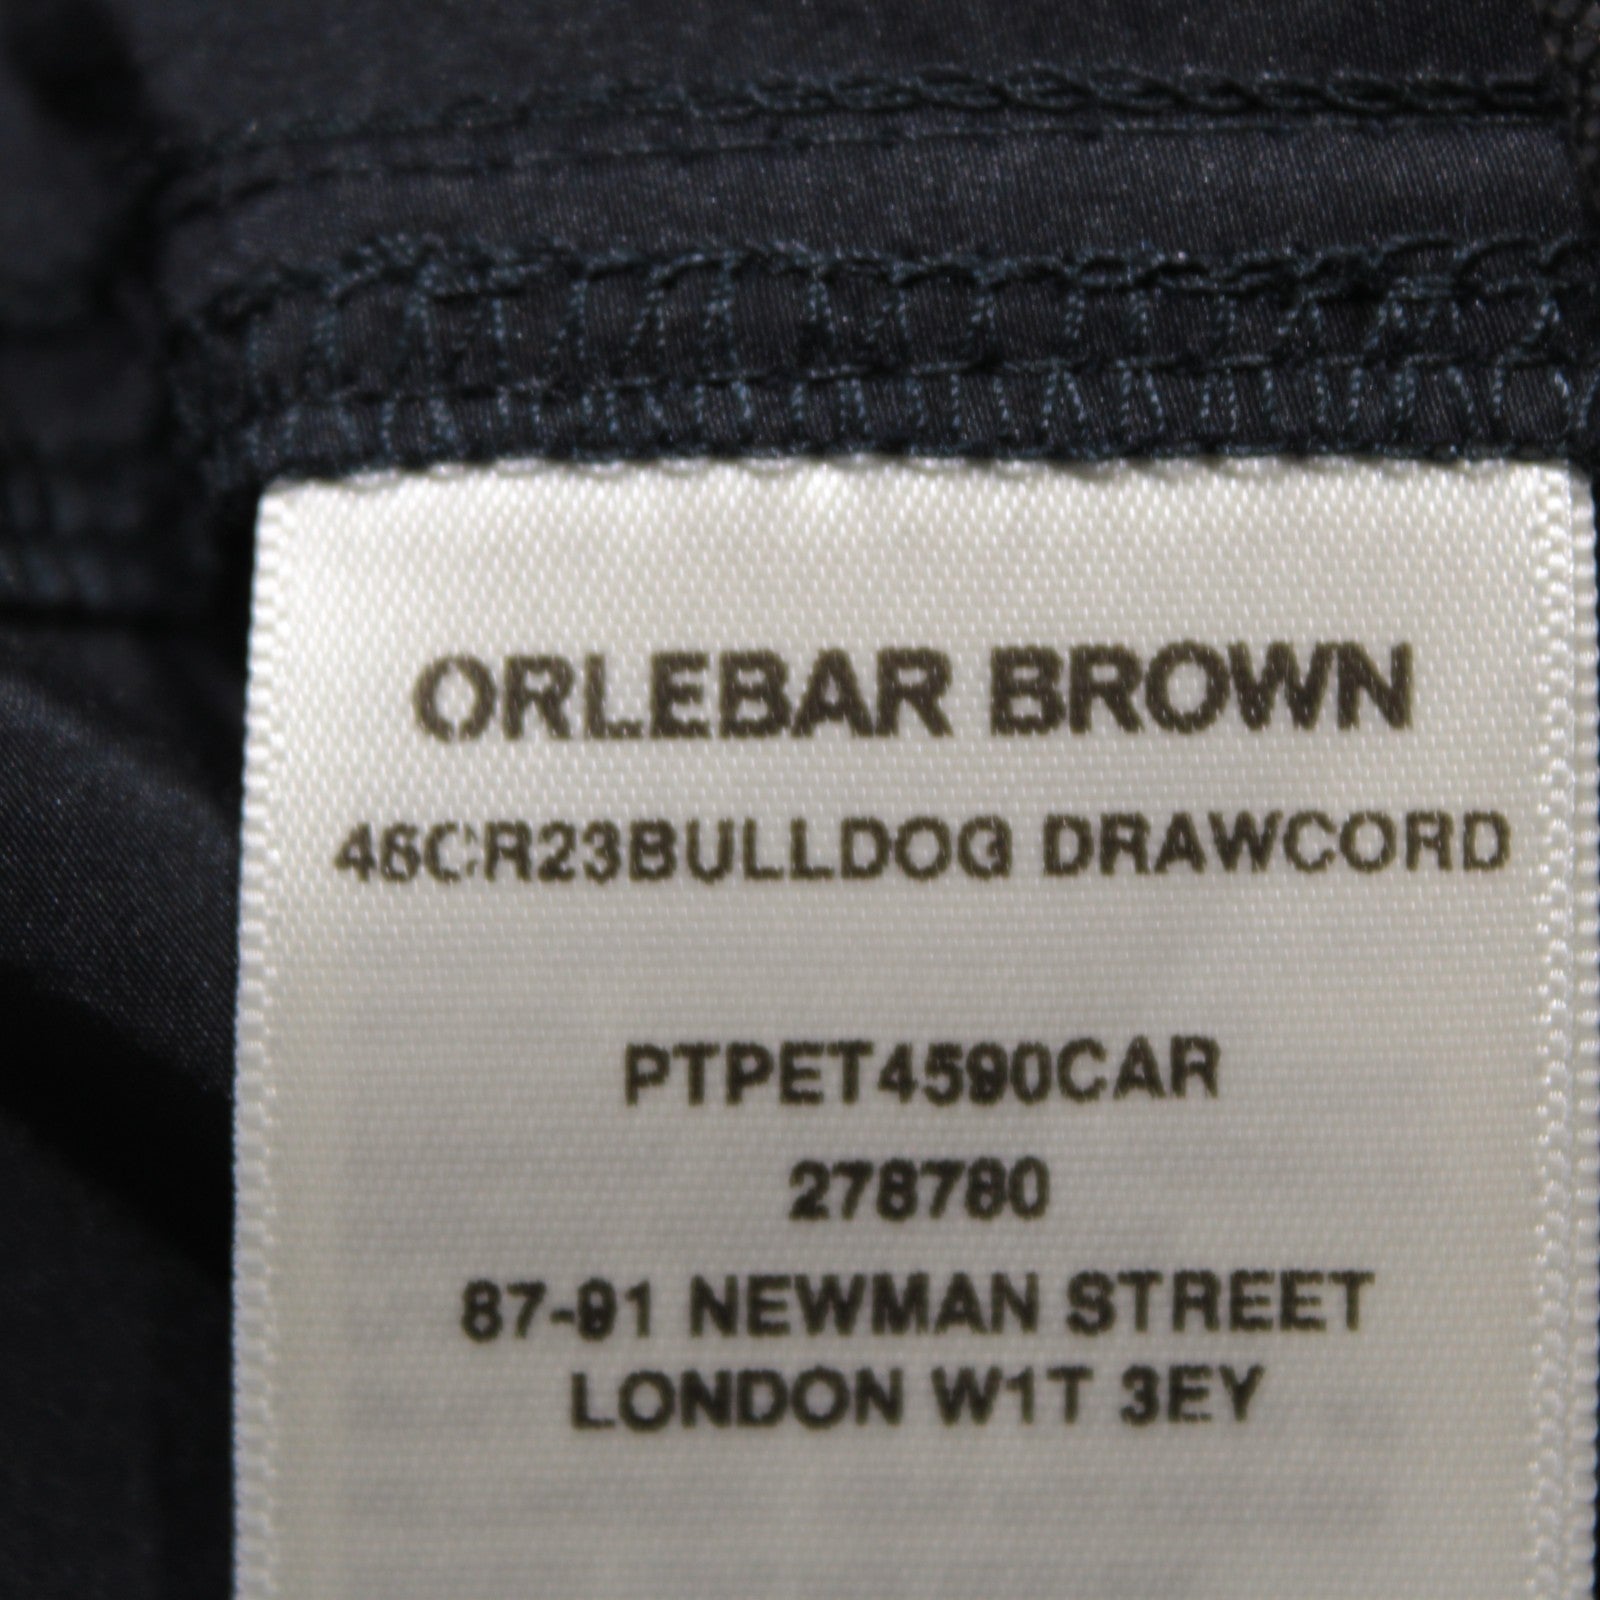 ORLEBAR BROWN
46CR23BULLDOG DRAWCORD
PTPET4590CAR
278780
87-91 NEWMAN STREET
LONDON W1T 3EY